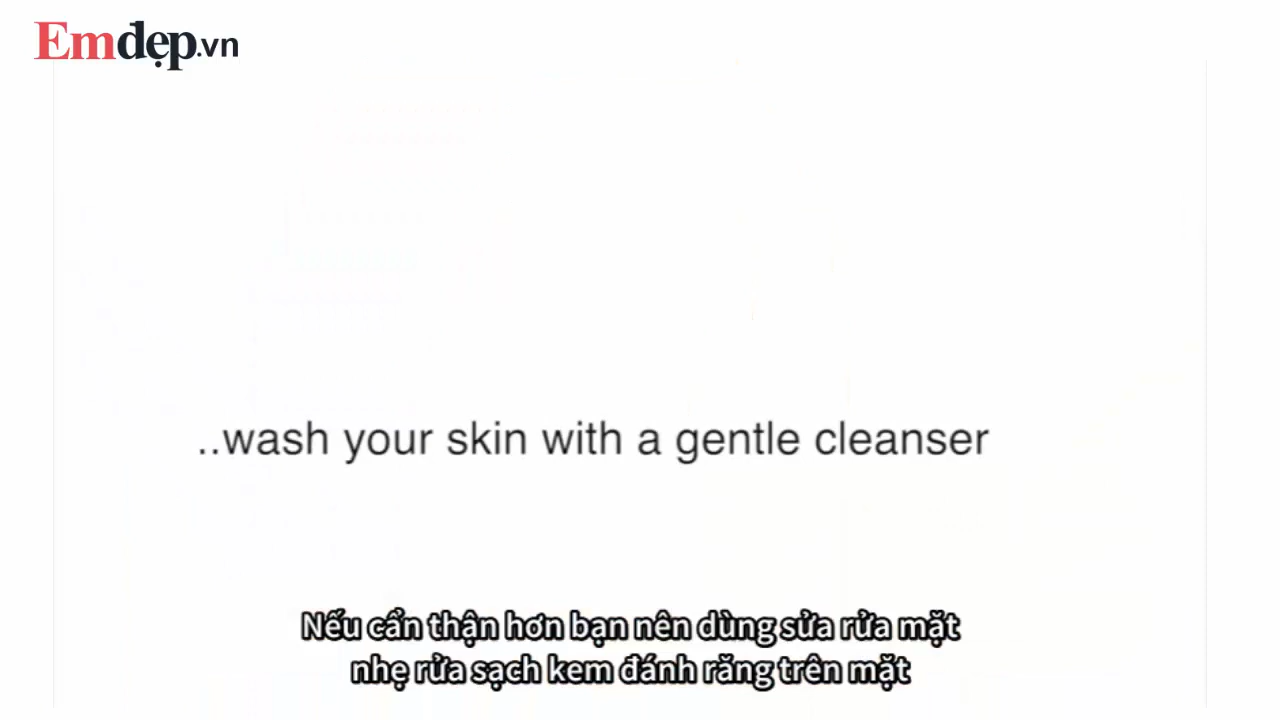 Emdẹp.vn
..wash your skin with a gentle cleanser
Nếu cẩn thận hơn bạn nên dùng sửa rửa mặt
nhẹ rửa sạch kem đánh răng trên mặt